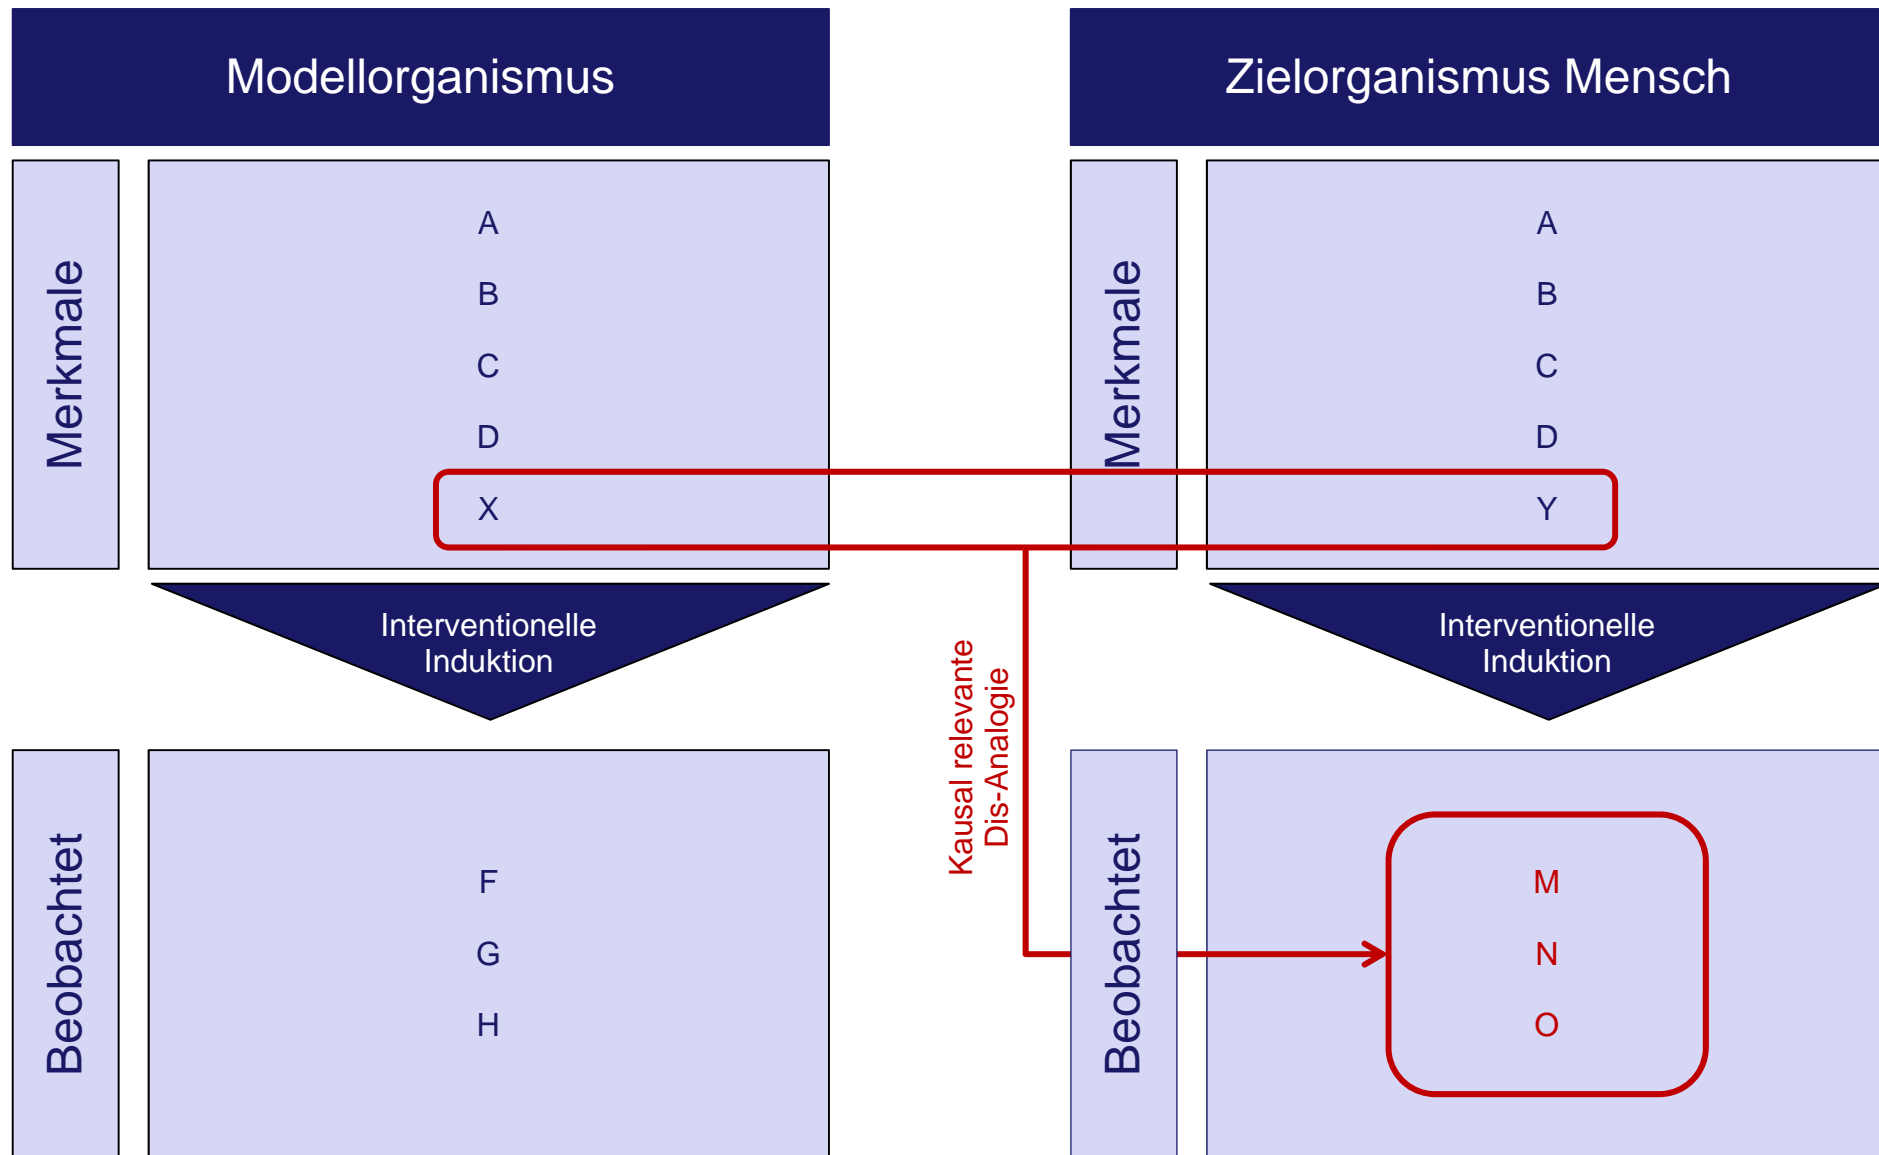 Modellorganismus
Merkmale
A
B
C
D
X
Interventionelle
Induktion
Beobachtet
F
G
H
Kausal relevante
Dis-Analogie
Zielorganismus Mensch
Merkmale
A
B
C
D
Y
Interventionelle
Induktion
Beobachtet
M
N
O